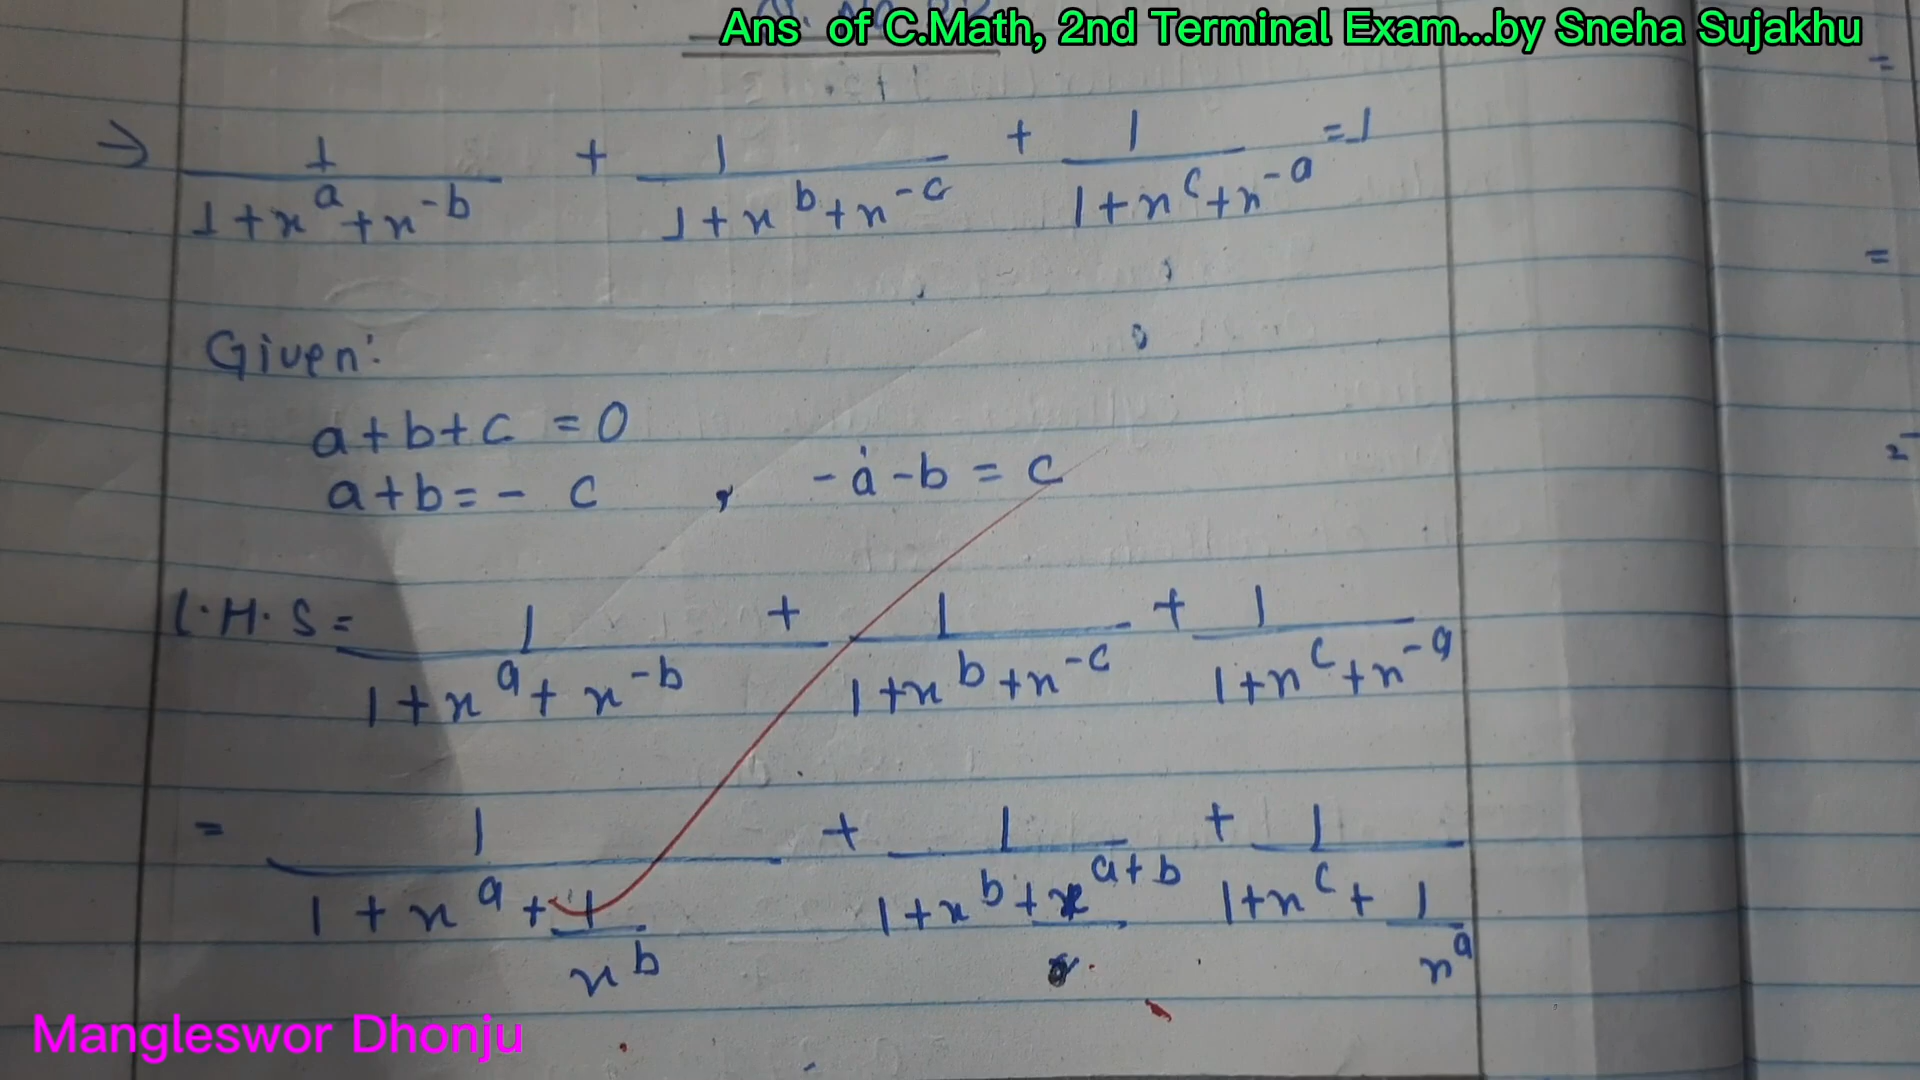 Ans of C.Math, 2nd Terminal Exam...by Sneha Sujakhu
→ 1/(1+x^a+x^-b) + 1/(1+x^b+x^-c) + 1/(1+x^c+x^-a) = 1
Given:
a+b+c = 0
a+b = - c , -a-b = c
L.H.S = 1/(1+x^a+x^-b) + 1/(1+x^b+x^-c) + 1/(1+x^c+x^-a)
= 1/(1+x^a+1/x^b) + 1/(1+x^b+x^a+b) + 1/(1+x^c+1/x^a)
Mangleswor Dhonju
=
=